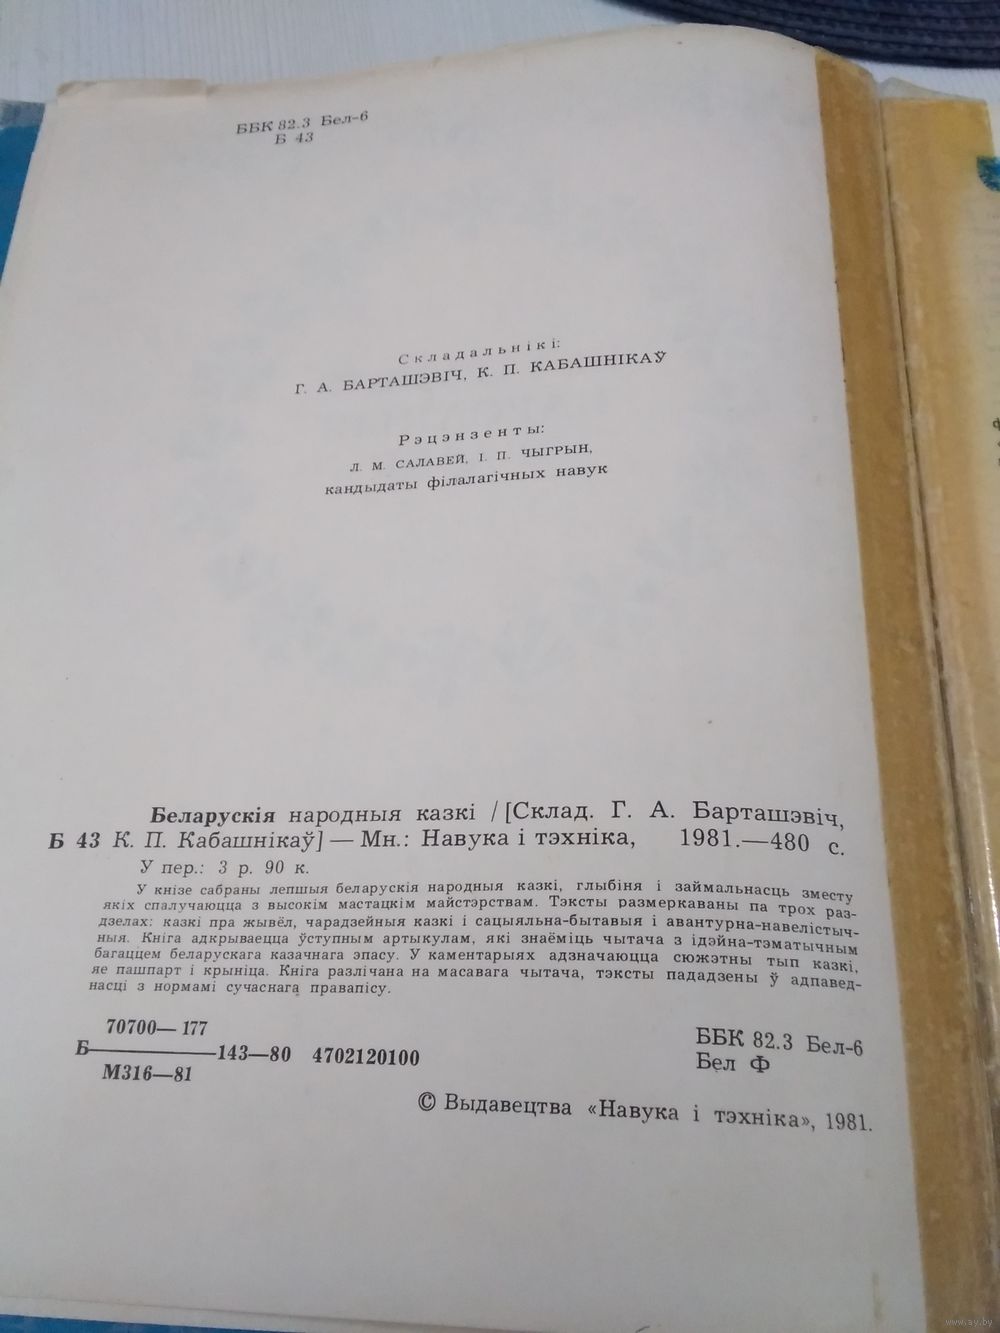 ББК 82.3 Бел-6
Б 43
Складальнікі:
Г. А. БАРТАШЭВІЧ, К. П. КАБАШНІКАЎ
Рэцэнзенты:
Л. М. САЛАВЕЙ, І. П. ЧЫГРЫН,
кандыдаты філалагічных навук
Беларускія народныя казкі / [Склад. Г. А. Барташэвіч,
Б 43 К. П. Кабашнікаў] — Мн.: Навука і тэхніка, 1981.—480 с.
У пер.: 3 р. 90 к.
У кнізе сабраны лепшыя беларускія народныя казкі, глыбіня і займальнасць зместу
якіх спалучаюцца з высокім мастацкім майстэрствам. Тэксты размеркаваны па трох раз-
дзелах: казкі пра жывёл, чарадзейныя казкі і сацыяльна-бытавыя і авантурна-навелістыч-
ныя. Кніга адкрываецца ўступным артыкулам, які знаёміць чытача з ідэйна-тэматычным
багаццем беларускага казачнага эпасу. У каментарыях адзначаюцца сюжэтны тып казкі,
яе пашпарт і крыніца. Кніга разлічана на масавага чытача, тэксты пададзены ў адпавед-
насці з нормамі сучаснага правапісу.
70700—177
Б————143—80 4702120100
М316—81
ББК 82.3 Бел-6
Бел Ф
© Выдавецтва «Навука і тэхніка», 1981.
www.ay.by